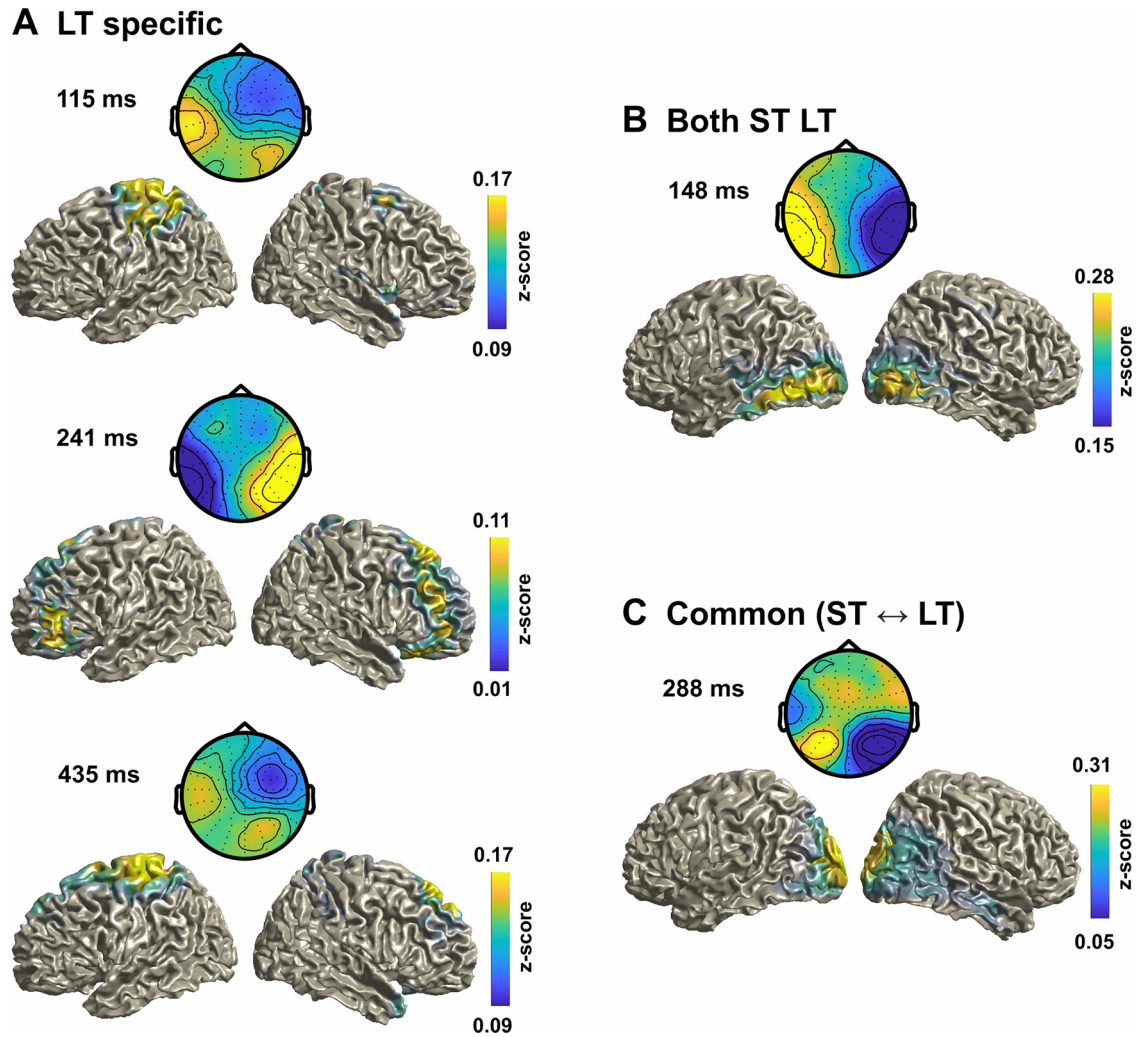 A LT specific
115 ms
0.17
z-score
0.09
241 ms
0.11
z-score
0.01
435 ms
0.17
z-score
0.09
B Both ST LT
148 ms
0.28
z-score
0.15
C Common (ST ↔ LT)
288 ms
0.31
z-score
0.05